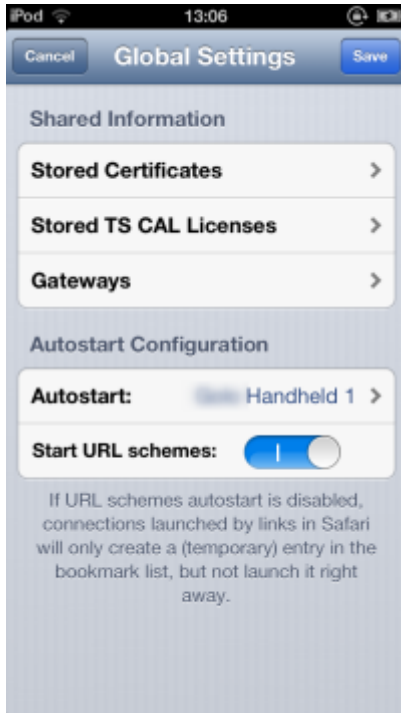 iPod 13:06
Cancel Global Settings Save
Shared Information
Stored Certificates
Stored TS CAL Licenses
Gateways
Autostart Configuration
Autostart: Handheld 1
Start URL schemes:
If URL schemes autostart is disabled,
connections launched by links in Safari
will only create a (temporary) entry in the
bookmark list, but not launch it right
away.